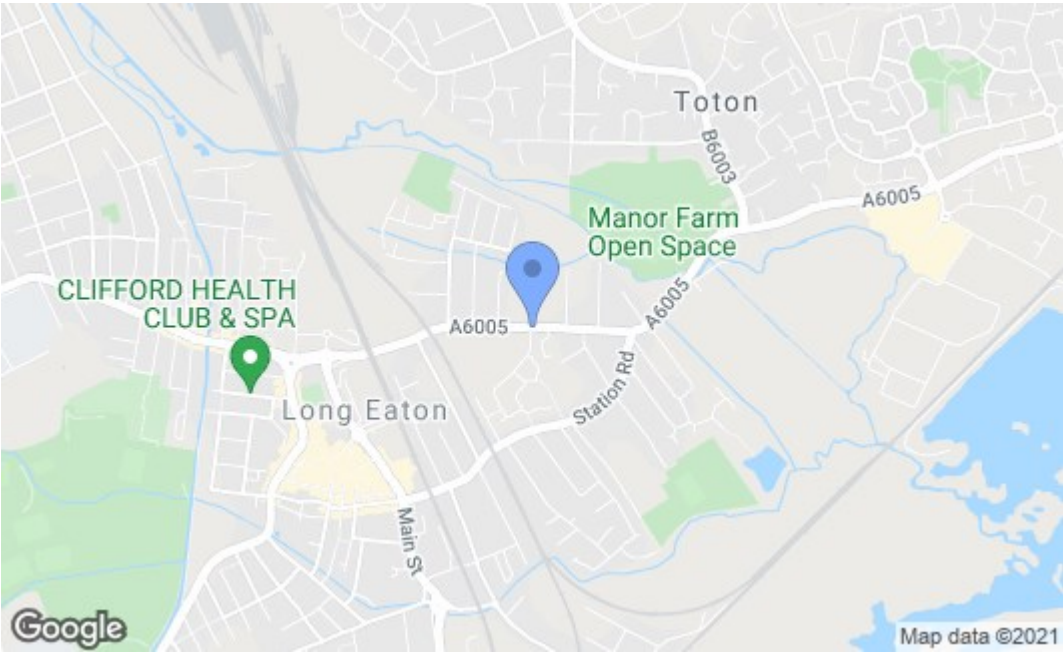 Toton
B6003
A6005
Manor Farm
Open Space
CLIFFORD HEALTH
CLUB & SPA
A6005
A6005
Station Rd
Long Eaton
Main St
Google
Map data ©2021